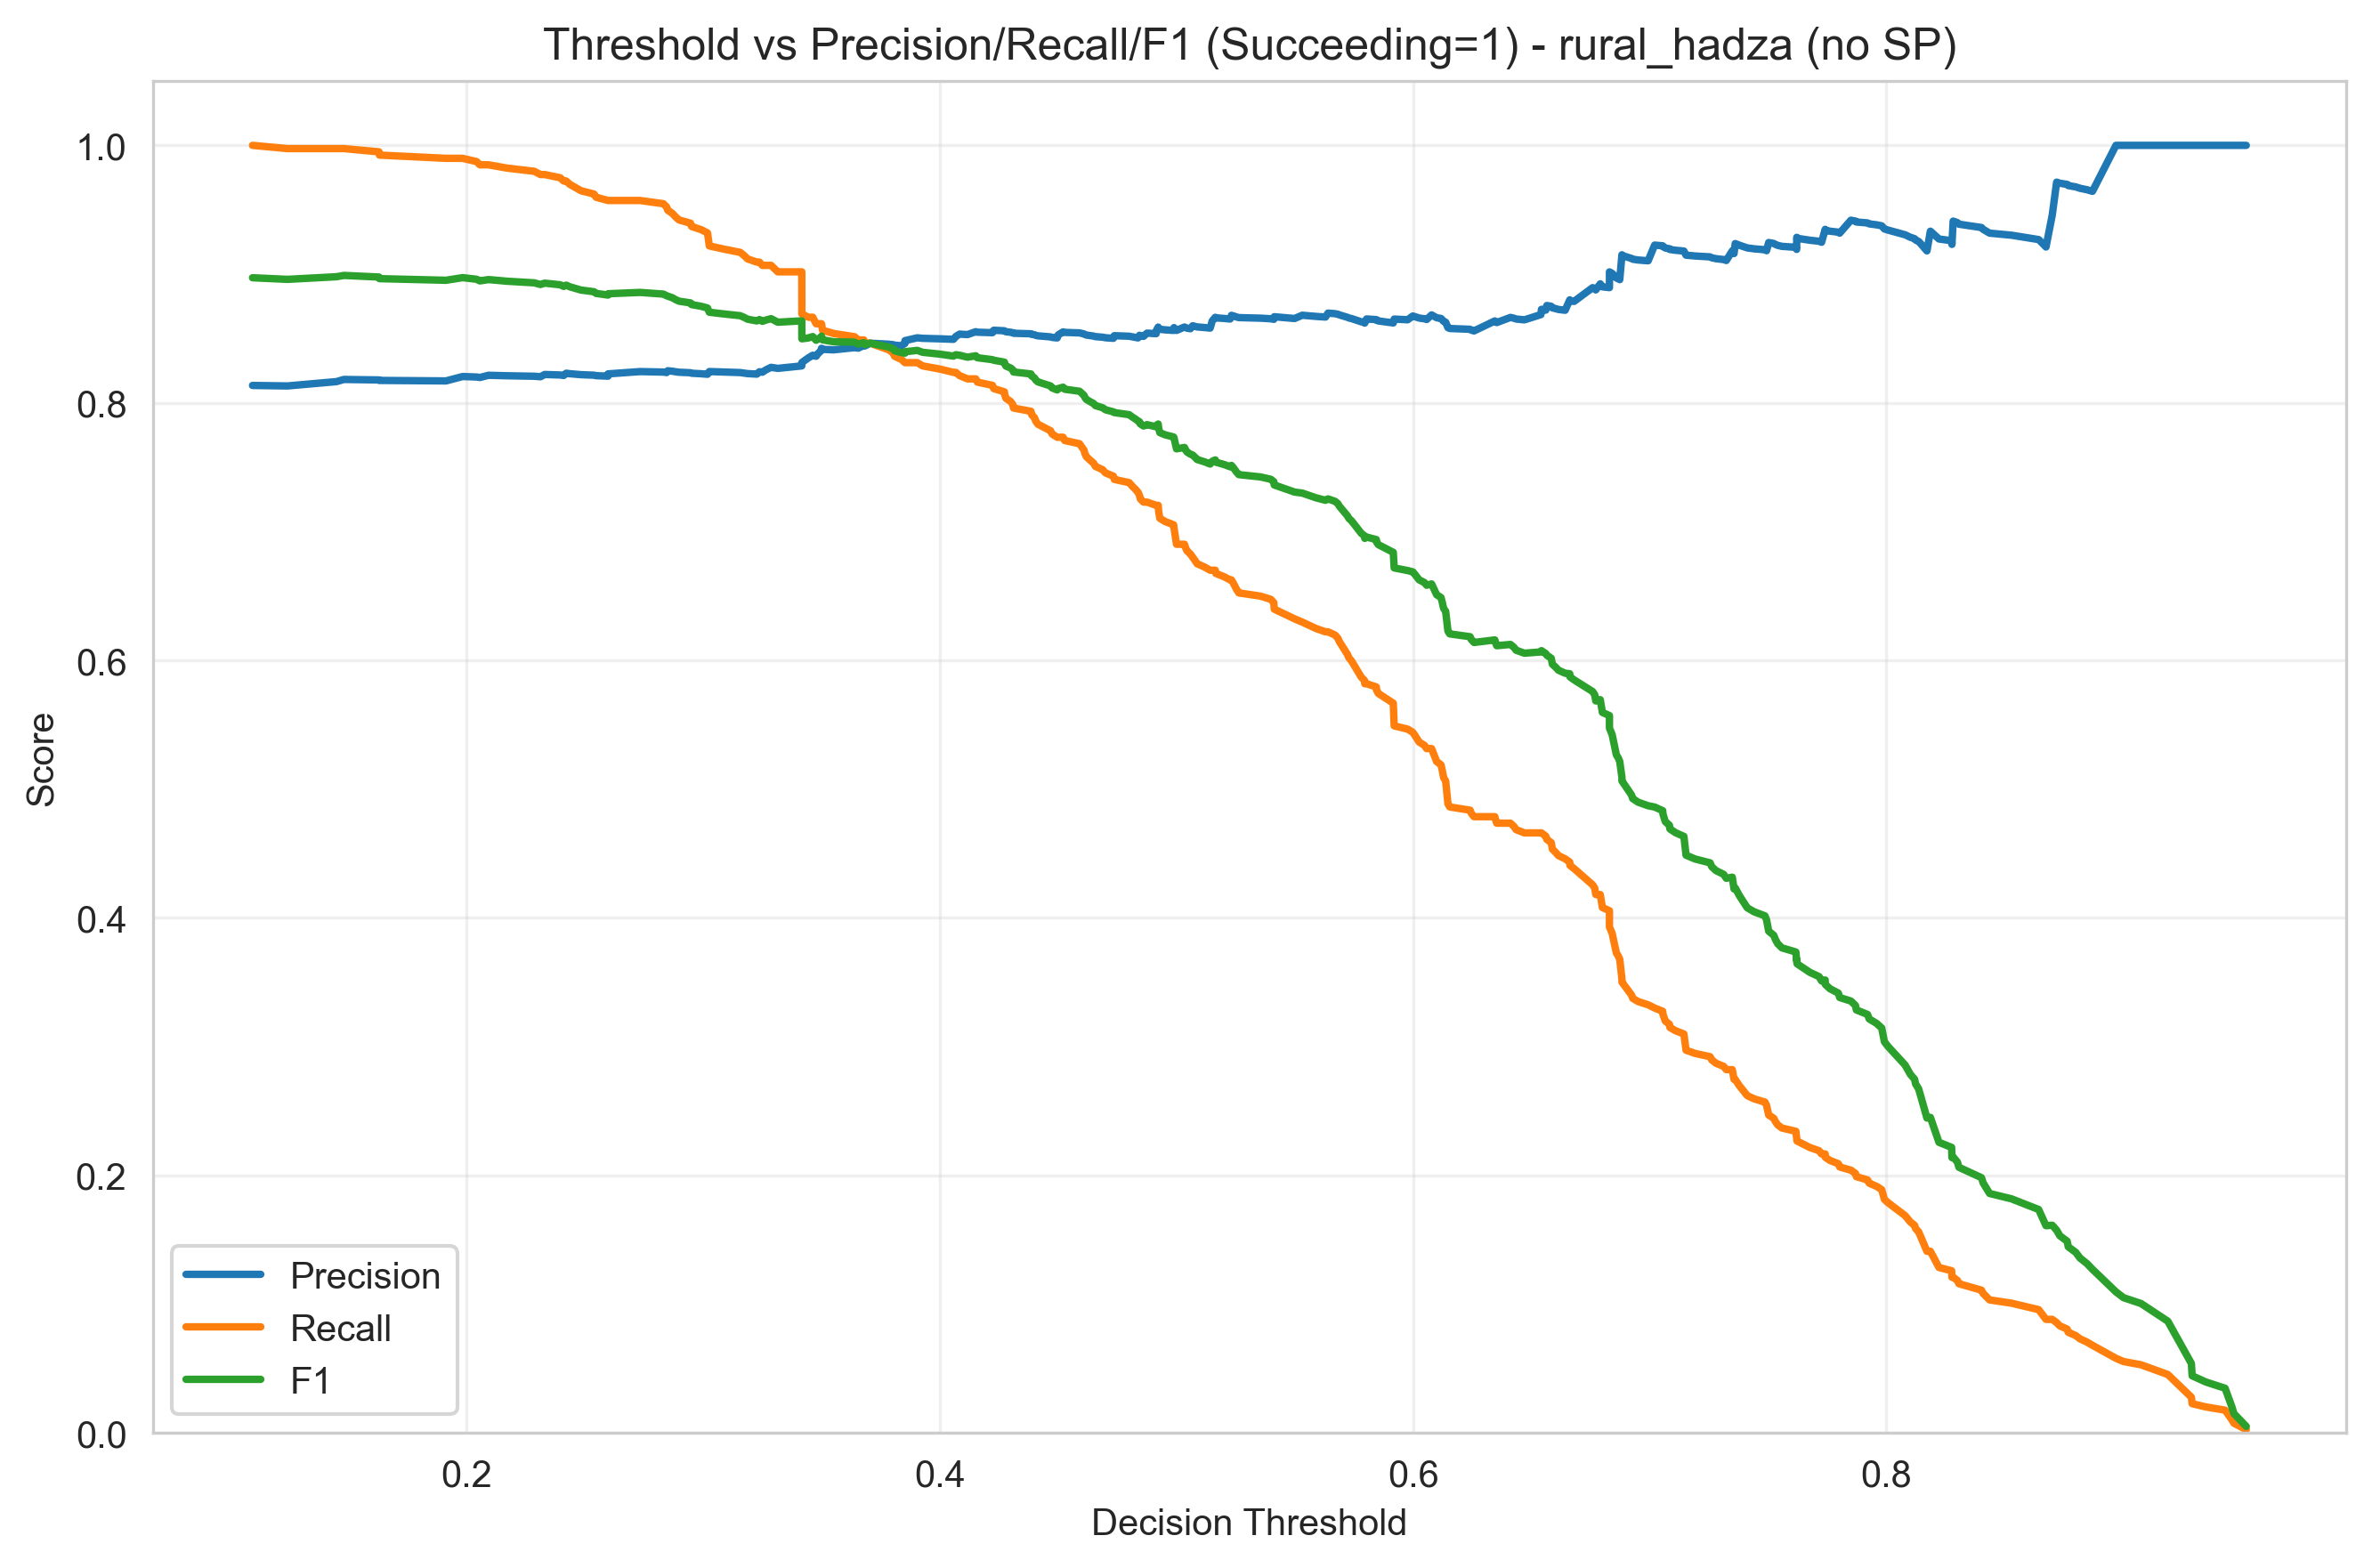 Threshold vs Precision/Recall/F1 (Succeeding=1) - rural_hadza (no SP)
1.0
0.8
0.6
0.4
0.2
0.0
Score
Precision
Recall
F1
0.2
0.4
0.6
0.8
Decision Threshold